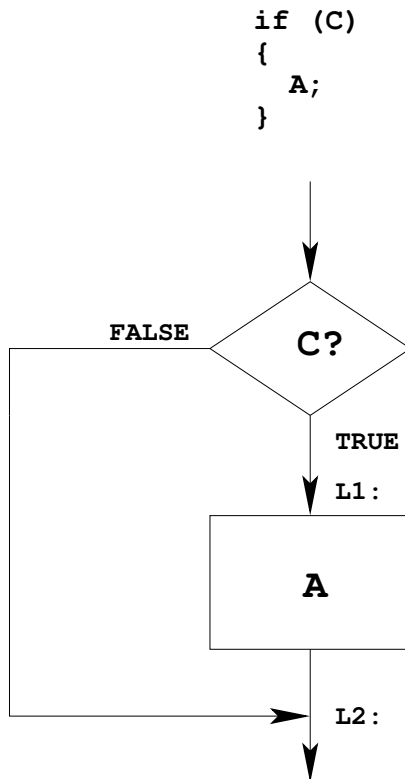 if (C)
{
A;
}
FALSE
C?
TRUE
L1:
A
L2: